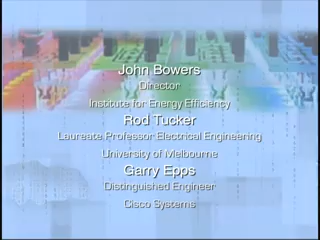 John Bowers
Director
Institute for Energy Efficiency
Rod Tucker
Laureate Professor Electrical Engineering
University of Melbourne
Garry Epps
Distinguished Engineer
Cisco Systems